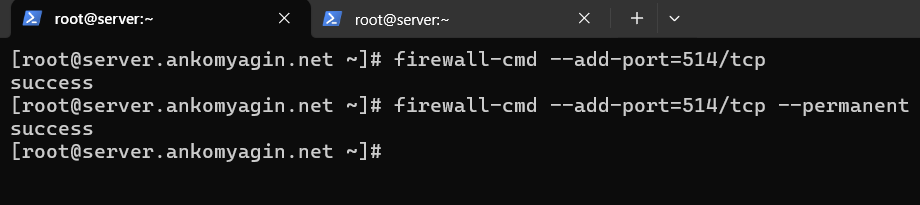 root@server:~
root@server:~
[root@server.ankomyagin.net ~]# firewall-cmd --add-port=514/tcp
success
[root@server.ankomyagin.net ~]# firewall-cmd --add-port=514/tcp --permanent
success
[root@server.ankomyagin.net ~]#